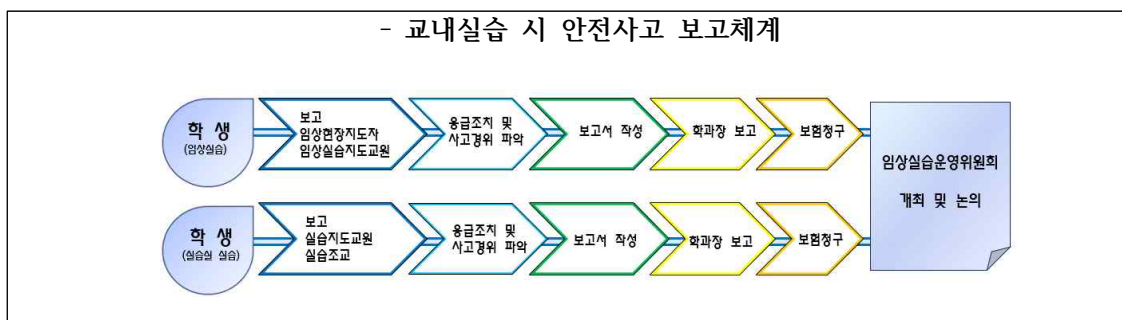 - 교내실습 시 안전사고 보고체계
학 생
(임상실습)
보고
임상현장지도자
임상실습지도교원
응급조치 및
사고경위 파악
보고서 작성
학과장 보고
보험청구
학 생
(실습실 실습)
보고
실습지도교원
실습조교
응급조치 및
사고경위 파악
보고서 작성
학과장 보고
보험청구
임상실습운영위원회
개최 및 논의